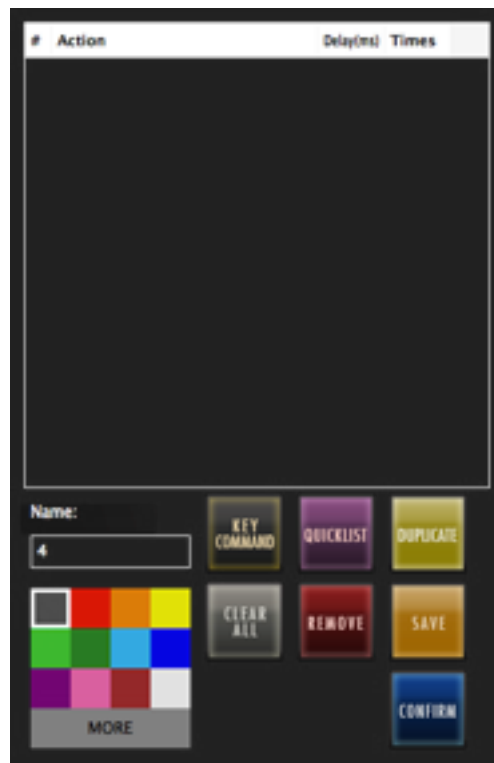 # Action Delay(ms) Times
Name:
4
KEY
COMMAND
QUICKLIST
DUPLICATE
CLEAR
ALL
REMOVE
SAVE
MORE
CONFIRM